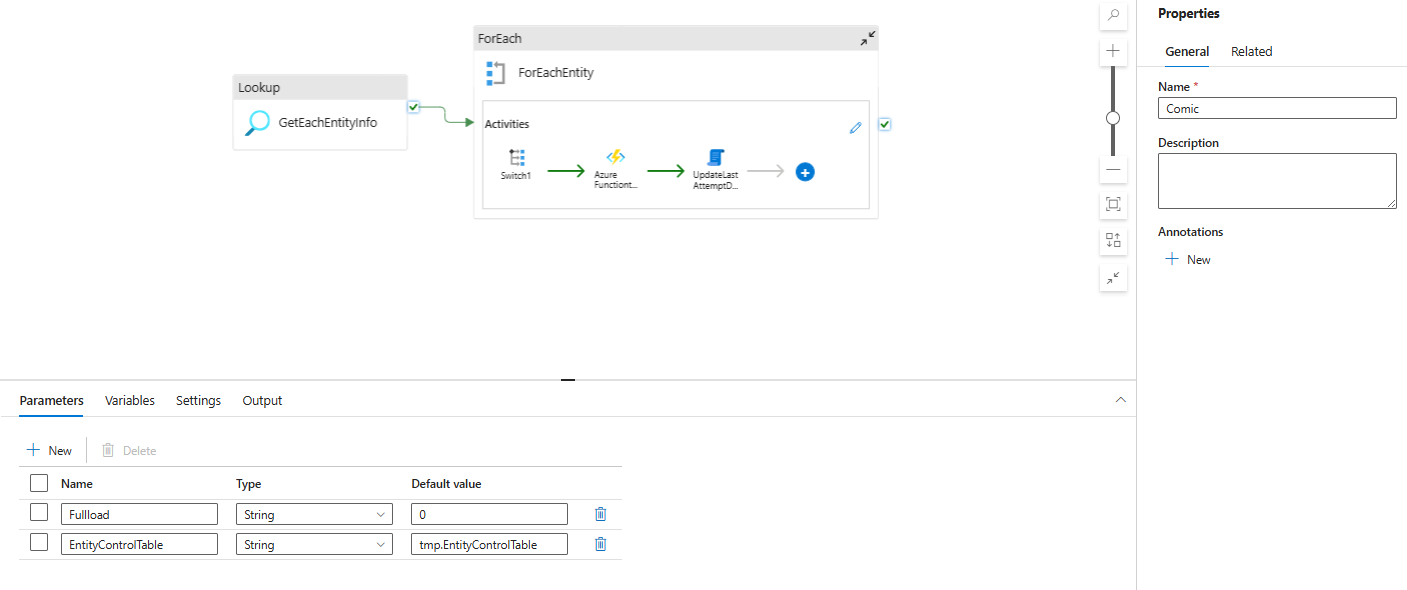 Lookup
GetEachEntityInfo
ForEach
ForEachEntity
Activities
Switch1
Azure
Functiont...
UpdateLast
AttemptD...
Parameters Variables Settings Output
New Delete
Name Type Default value
Fullload String 0
EntityControlTable String tmp.EntityControlTable
Properties
General Related
Name *
Comic
Description
Annotations
New